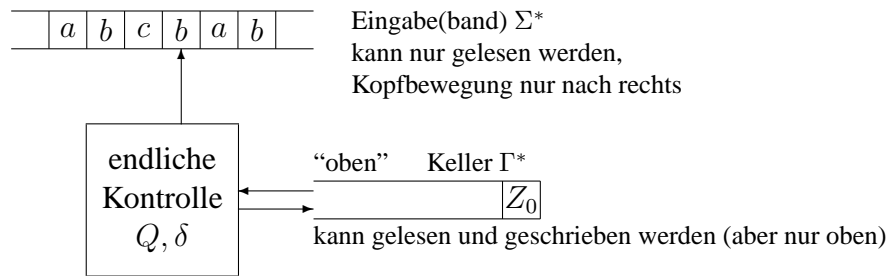 a b c b a b
Eingabe(band) Σ*
kann nur gelesen werden,
Kopfbewegung nur nach rechts
endliche
Kontrolle
Q, δ
“oben” Keller Γ*
Z₀
kann gelesen und geschrieben werden (aber nur oben)